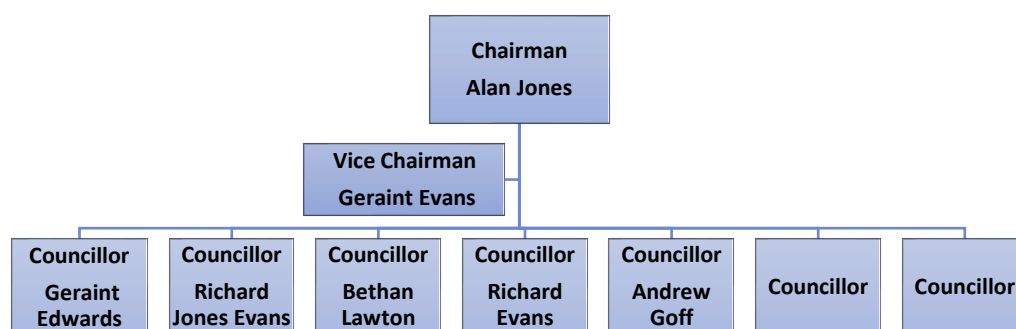 Chairman
Alan Jones
Vice Chairman
Geraint Evans
Councillor
Geraint
Edwards
Councillor
Richard
Jones Evans
Councillor
Bethan
Lawton
Councillor
Richard
Evans
Councillor
Andrew
Goff
Councillor
Councillor